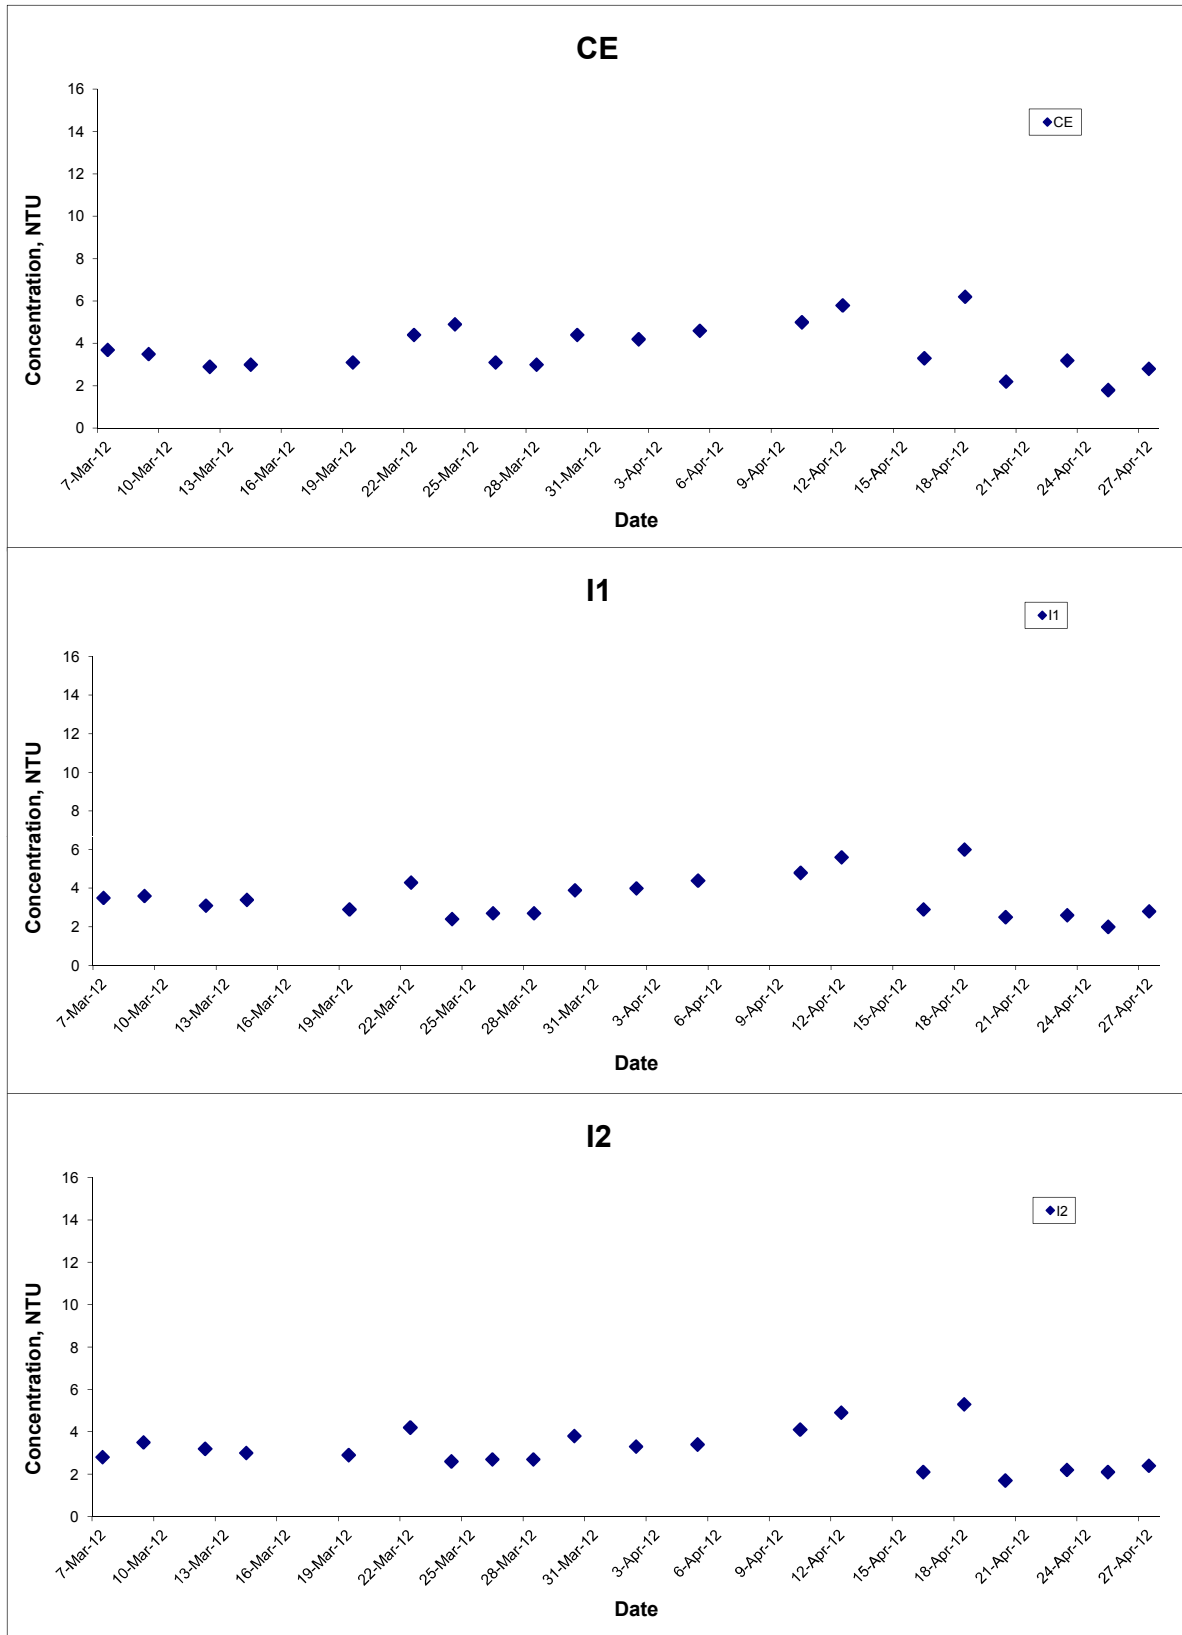 CE
16
14
12
10
8
6
4
2
0
Concentration, NTU
CE
7-Mar-12
10-Mar-12
13-Mar-12
16-Mar-12
19-Mar-12
22-Mar-12
25-Mar-12
28-Mar-12
31-Mar-12
3-Apr-12
6-Apr-12
9-Apr-12
12-Apr-12
15-Apr-12
18-Apr-12
21-Apr-12
24-Apr-12
27-Apr-12
Date
I1
I1
16
14
12
10
8
6
4
2
0
Concentration, NTU
7-Mar-12
10-Mar-12
13-Mar-12
16-Mar-12
19-Mar-12
22-Mar-12
25-Mar-12
28-Mar-12
31-Mar-12
3-Apr-12
6-Apr-12
9-Apr-12
12-Apr-12
15-Apr-12
18-Apr-12
21-Apr-12
24-Apr-12
27-Apr-12
Date
I2
16
14
12
10
8
6
4
2
0
Concentration, NTU
I2
7-Mar-12
10-Mar-12
13-Mar-12
16-Mar-12
19-Mar-12
22-Mar-12
25-Mar-12
28-Mar-12
31-Mar-12
3-Apr-12
6-Apr-12
9-Apr-12
12-Apr-12
15-Apr-12
18-Apr-12
21-Apr-12
24-Apr-12
27-Apr-12
Date